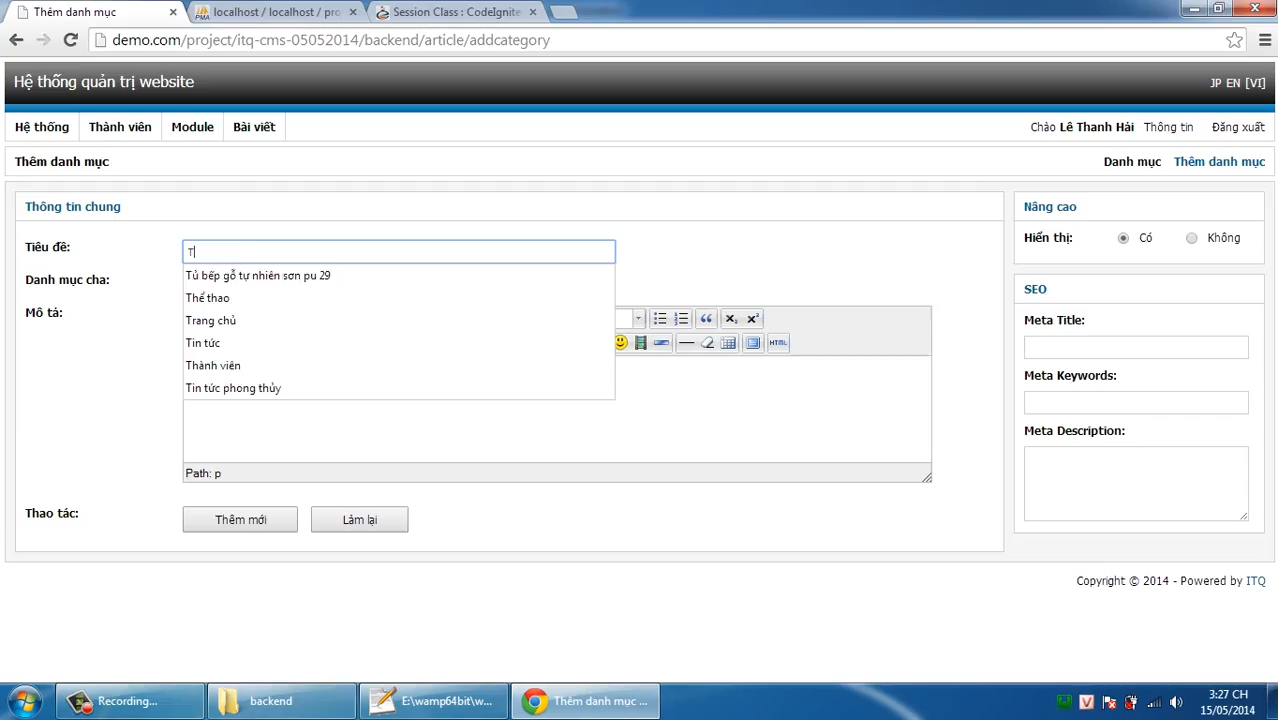 Thêm danh mục
localhost / localhost / pro
Session Class : CodeIgnite
demo.com/project/itq-cms-05052014/backend/article/addcategory
Hệ thống quản trị website
JP EN [VI]
Hệ thống Thành viên Module Bài viết
Chào Lê Thanh Hải Thông tin Đăng xuất
Thêm danh mục
Danh mục Thêm danh mục
Thông tin chung
Tiêu đề:
T
Tủ bếp gỗ tự nhiên sơn pu 29
Thể thao
Trang chủ
Tin tức
Thành viên
Tin tức phong thủy
Danh mục cha:
Mô tả:
HTML
Path: p
Thao tác:
Thêm mới Làm lại
Nâng cao
Hiển thị: Có Không
SEO
Meta Title:
Meta Keywords:
Meta Description:
Copyright © 2014 - Powered by ITQ
Recording...
backend
E:\wamp64bit\w...
Thêm danh mục ...
3:27 CH
15/05/2014